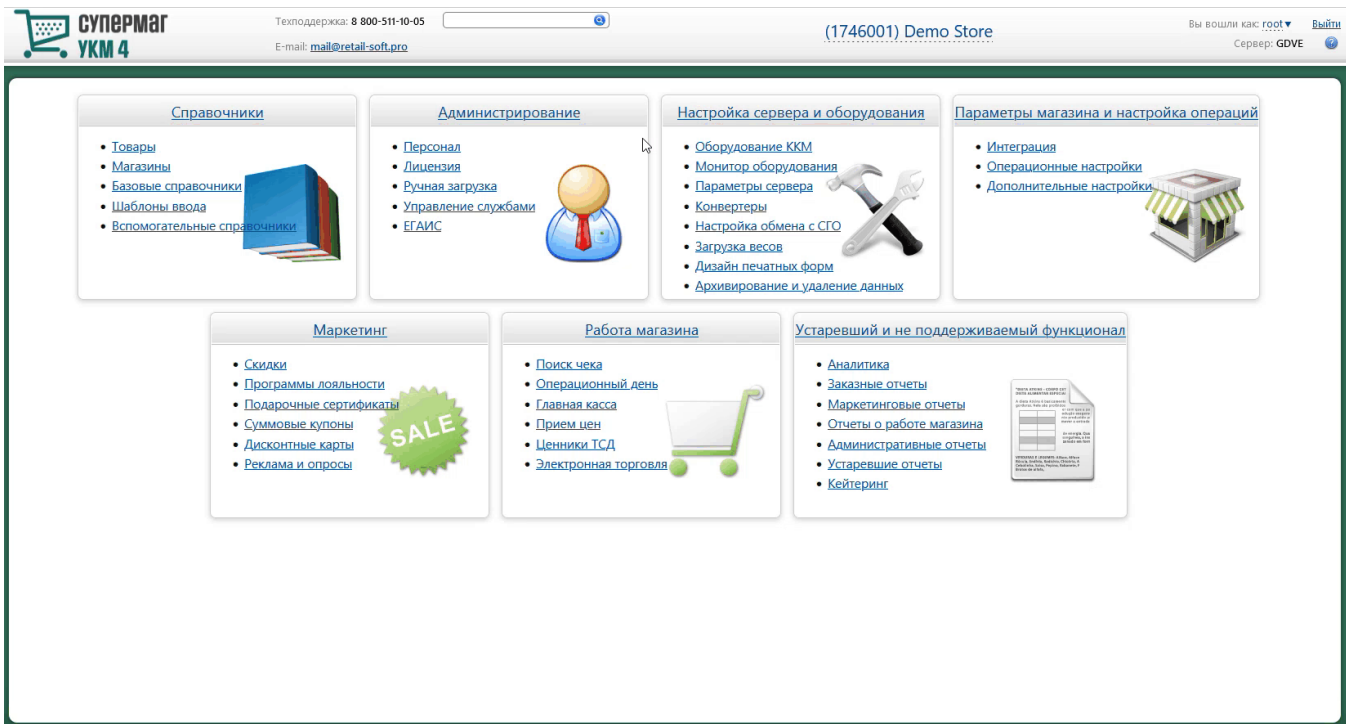 СУПЕРМАГ
УКМ 4
Техподдержка: 8 800-511-10-05
E-mail: mail@retail-soft.pro
(1746001) Demo Store
Вы вошли как: root▼ Выйти
Сервер: GDVE ?
Справочники
• Товары
• Магазины
• Базовые справочники
• Шаблоны ввода
• Вспомогательные справочники
Администрирование
• Персонал
• Лицензия
• Ручная загрузка
• Управление службами
• ЕГАИС
Настройка сервера и оборудования
• Оборудование ККМ
• Монитор оборудования
• Параметры сервера
• Конвертеры
• Настройка обмена с СГО
• Загрузка весов
• Дизайн печатных форм
• Архивирование и удаление данных
Параметры магазина и настройка операций
• Интеграция
• Операционные настройки
• Дополнительные настройки
Маркетинг
• Скидки
• Программы лояльности
• Подарочные сертификаты
• Суммовые купоны
• Дисконтные карты
• Реклама и опросы
SALE
Работа магазина
• Поиск чека
• Операционный день
• Главная касса
• Прием цен
• Ценники ТСД
• Электронная торговля
Устаревший и не поддерживаемый функционал
• Аналитика
• Заказные отчеты
• Маркетинговые отчеты
• Отчеты о работе магазина
• Административные отчеты
• Устаревшие отчеты
• Кейтеринг